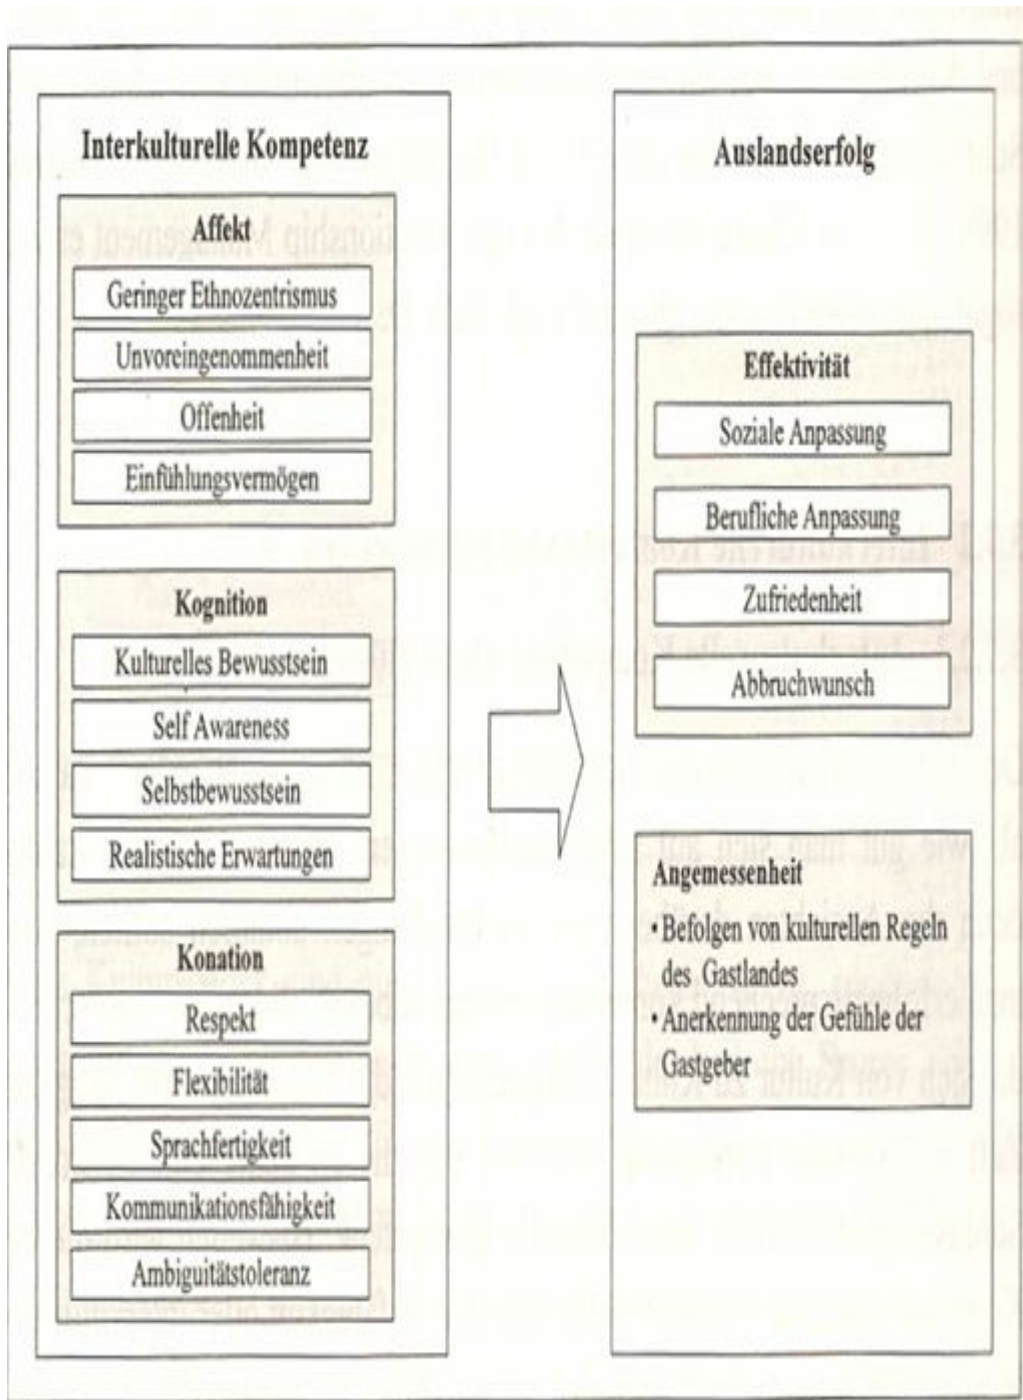 Interkulturelle Kompetenz
Affekt
Geringer Ethnozentrismus
Unvoreingenommenheit
Offenheit
Einfühlungsvermögen
Kognition
Kulturelles Bewusstsein
Self Awareness
Selbstbewusstsein
Realistische Erwartungen
Konation
Respekt
Flexibilität
Sprachfertigkeit
Kommunikationsfähigkeit
Ambiguitätstoleranz
Auslandserfolg
Effektivität
Soziale Anpassung
Berufliche Anpassung
Zufriedenheit
Abbruchwunsch
Angemessenheit
• Befolgen von kulturellen Regeln
des Gastlandes
• Anerkennung der Gefühle der
Gastgeber